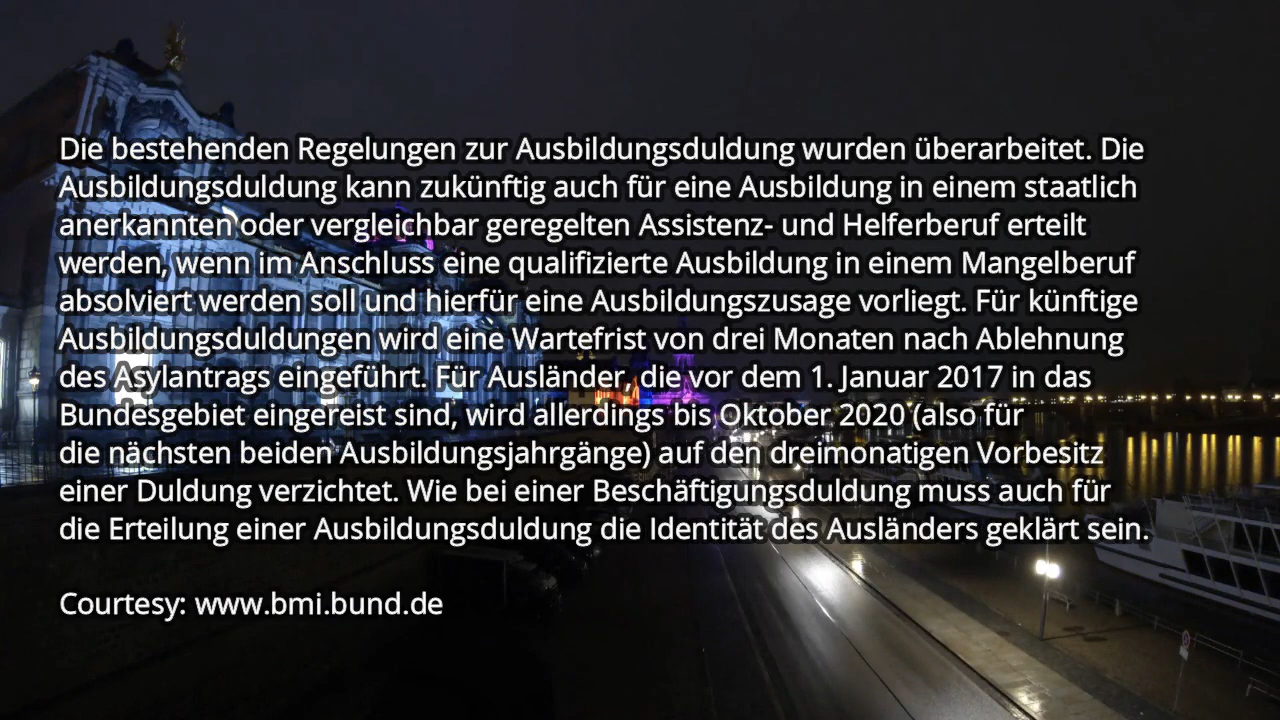 Die bestehenden Regelungen zur Ausbildungsduldung wurden überarbeitet. Die
Ausbildungsduldung kann zukünftig auch für eine Ausbildung in einem staatlich
anerkannten oder vergleichbar geregelten Assistenz- und Helferberuf erteilt
werden, wenn im Anschluss eine qualifizierte Ausbildung in einem Mangelberuf
absolviert werden soll und hierfür eine Ausbildungszusage vorliegt. Für künftige
Ausbildungsduldungen wird eine Wartefrist von drei Monaten nach Ablehnung
des Asylantrags eingeführt. Für Ausländer, die vor dem 1. Januar 2017 in das
Bundesgebiet eingereist sind, wird allerdings bis Oktober 2020 (also für
die nächsten beiden Ausbildungsjahrgänge) auf den dreimonatigen Vorbesitz
einer Duldung verzichtet. Wie bei einer Beschäftigungsduldung muss auch für
die Erteilung einer Ausbildungsduldung die Identität des Ausländers geklärt sein.
Courtesy: www.bmi.bund.de